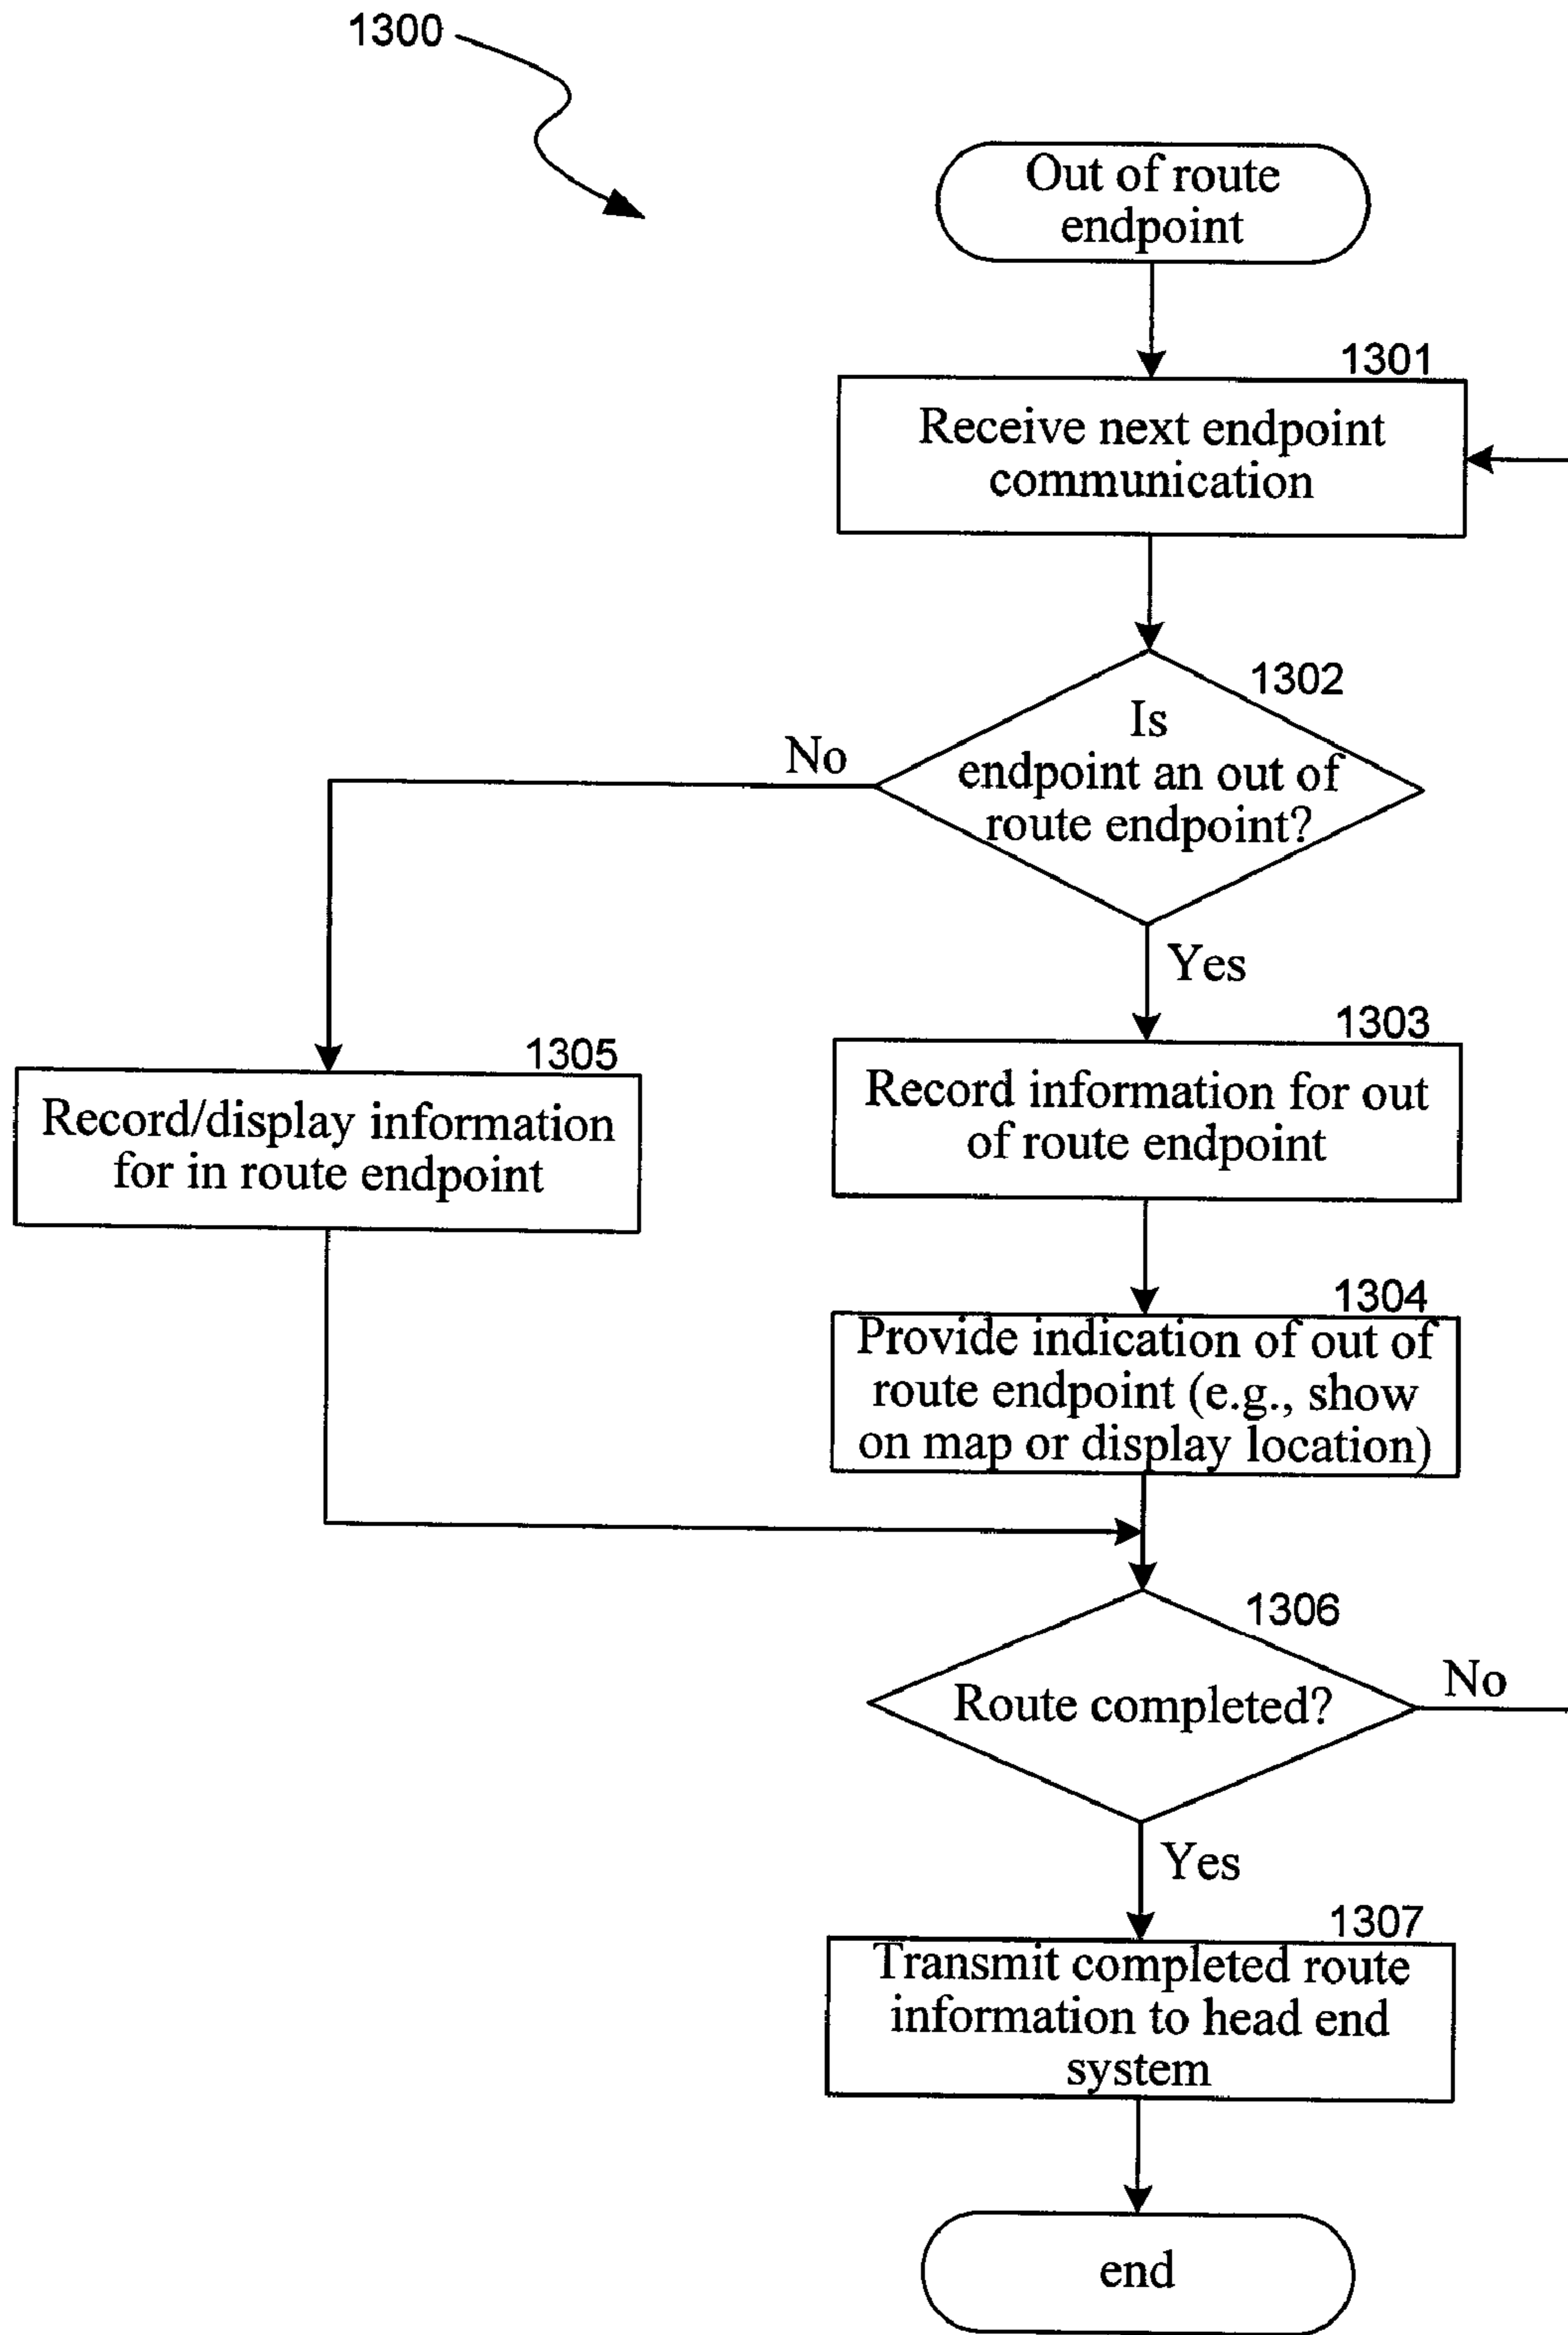 1300
Out of route
endpoint
1301
Receive next endpoint
communication
1302
Is
endpoint an out of
route endpoint?
No
Yes
1303
Record information for out
of route endpoint
1305
Record/display information
for in route endpoint
1304
Provide indication of out of
route endpoint (e.g., show
on map or display location)
1306
Route completed?
No
Yes
1307
Transmit completed route
information to head end
system
end